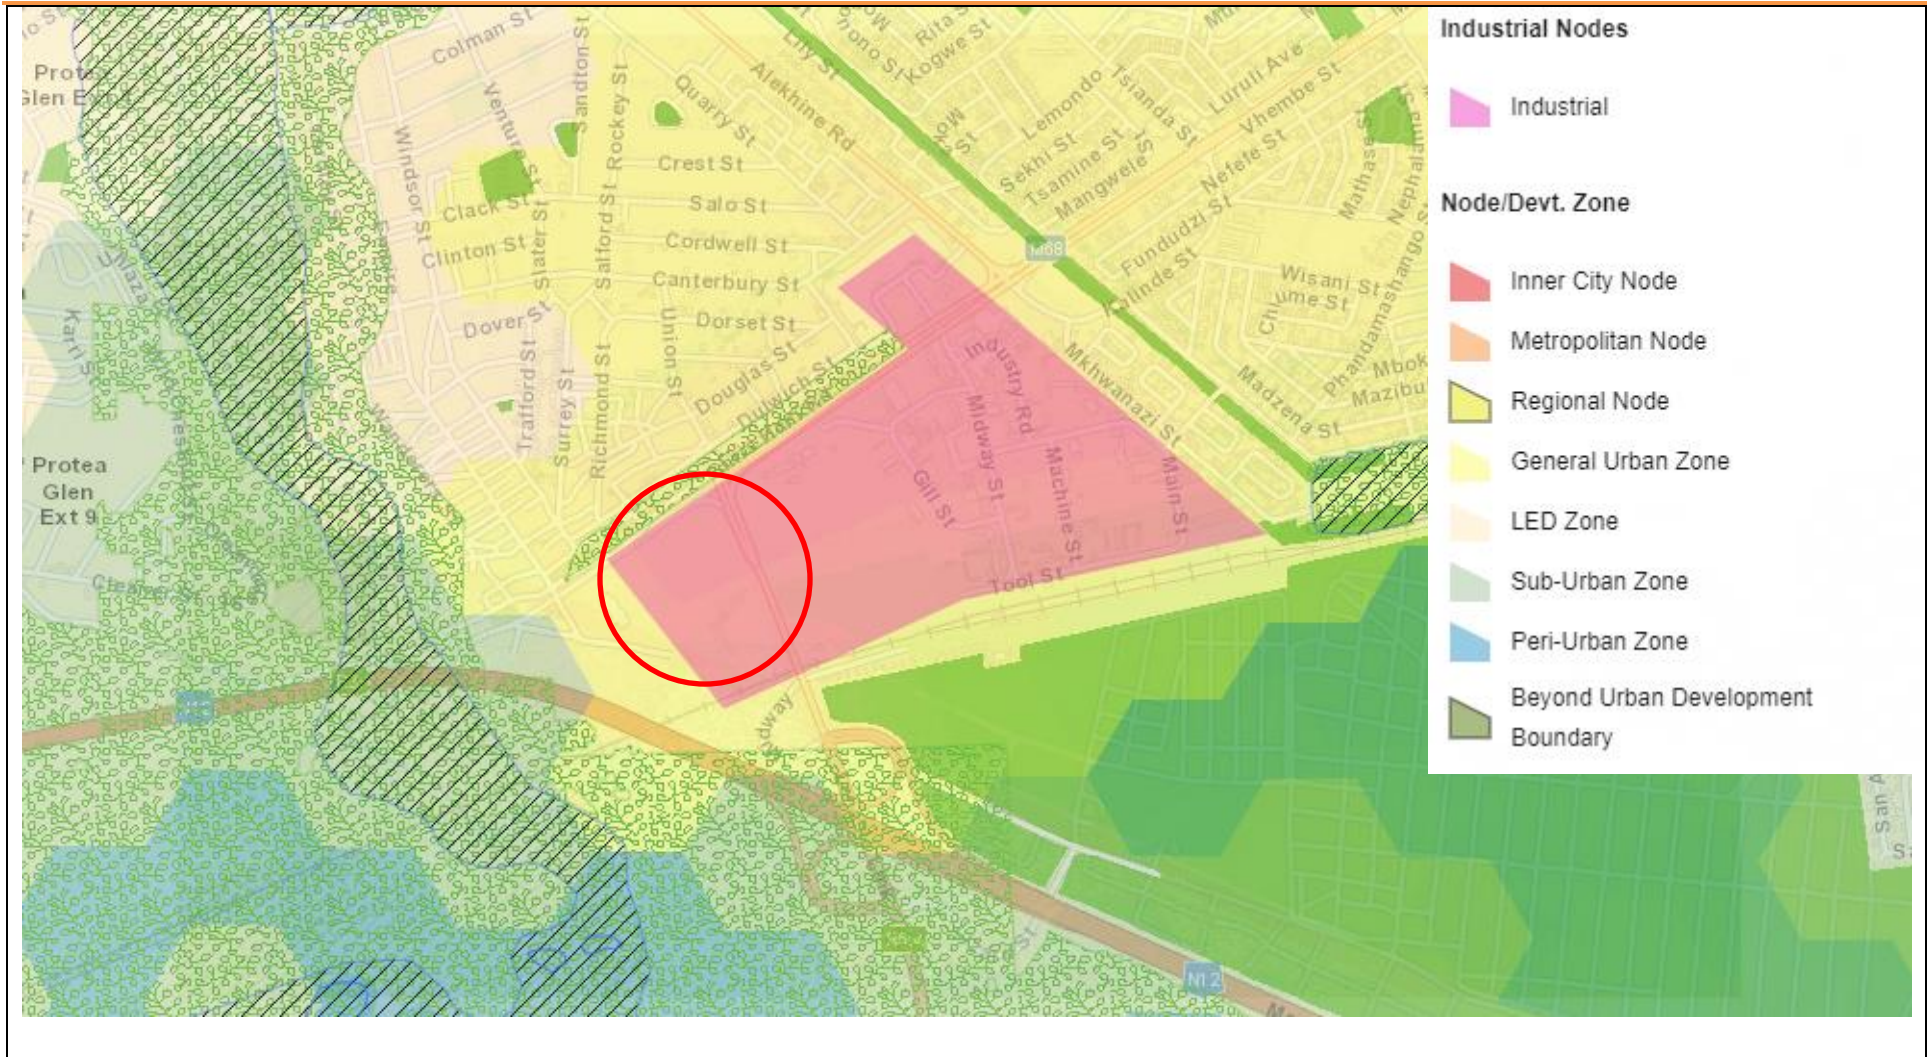 Colman St
Sandton St
Lily St
Rita S
Kogwe St
Alekhine Rd
Quarry St
Rockey St
Ventura St
Windsor St
Crest St
Clack St
Salo St
Cordwell St
Clinton St
Slater St
Salford St
Canterbury St
Dover St
Union St
Dorset St
Trafford St
Surrey St
Richmond St
Douglas St
Dulwich St
Lemondo
Tsianda St
Luruli Ave
Vhembe St
Sekhi St
Tsamine St
Mangwele St
Nefefe St
Fundudzi St
Kalinde St
M68
Wisani St
ume St
Phandamashango St
Mbok
Mazibu
Madzena St
Mkhwanazi St
Industry Rd
Midway St
Machine St
Main St
Gill St
Tool St
Karri S
Protea
Glen
Ext 9
N12
San A
Industrial Nodes
Industrial
Node/Devt. Zone
Inner City Node
Metropolitan Node
Regional Node
General Urban Zone
LED Zone
Sub-Urban Zone
Peri-Urban Zone
Beyond Urban Development
Boundary